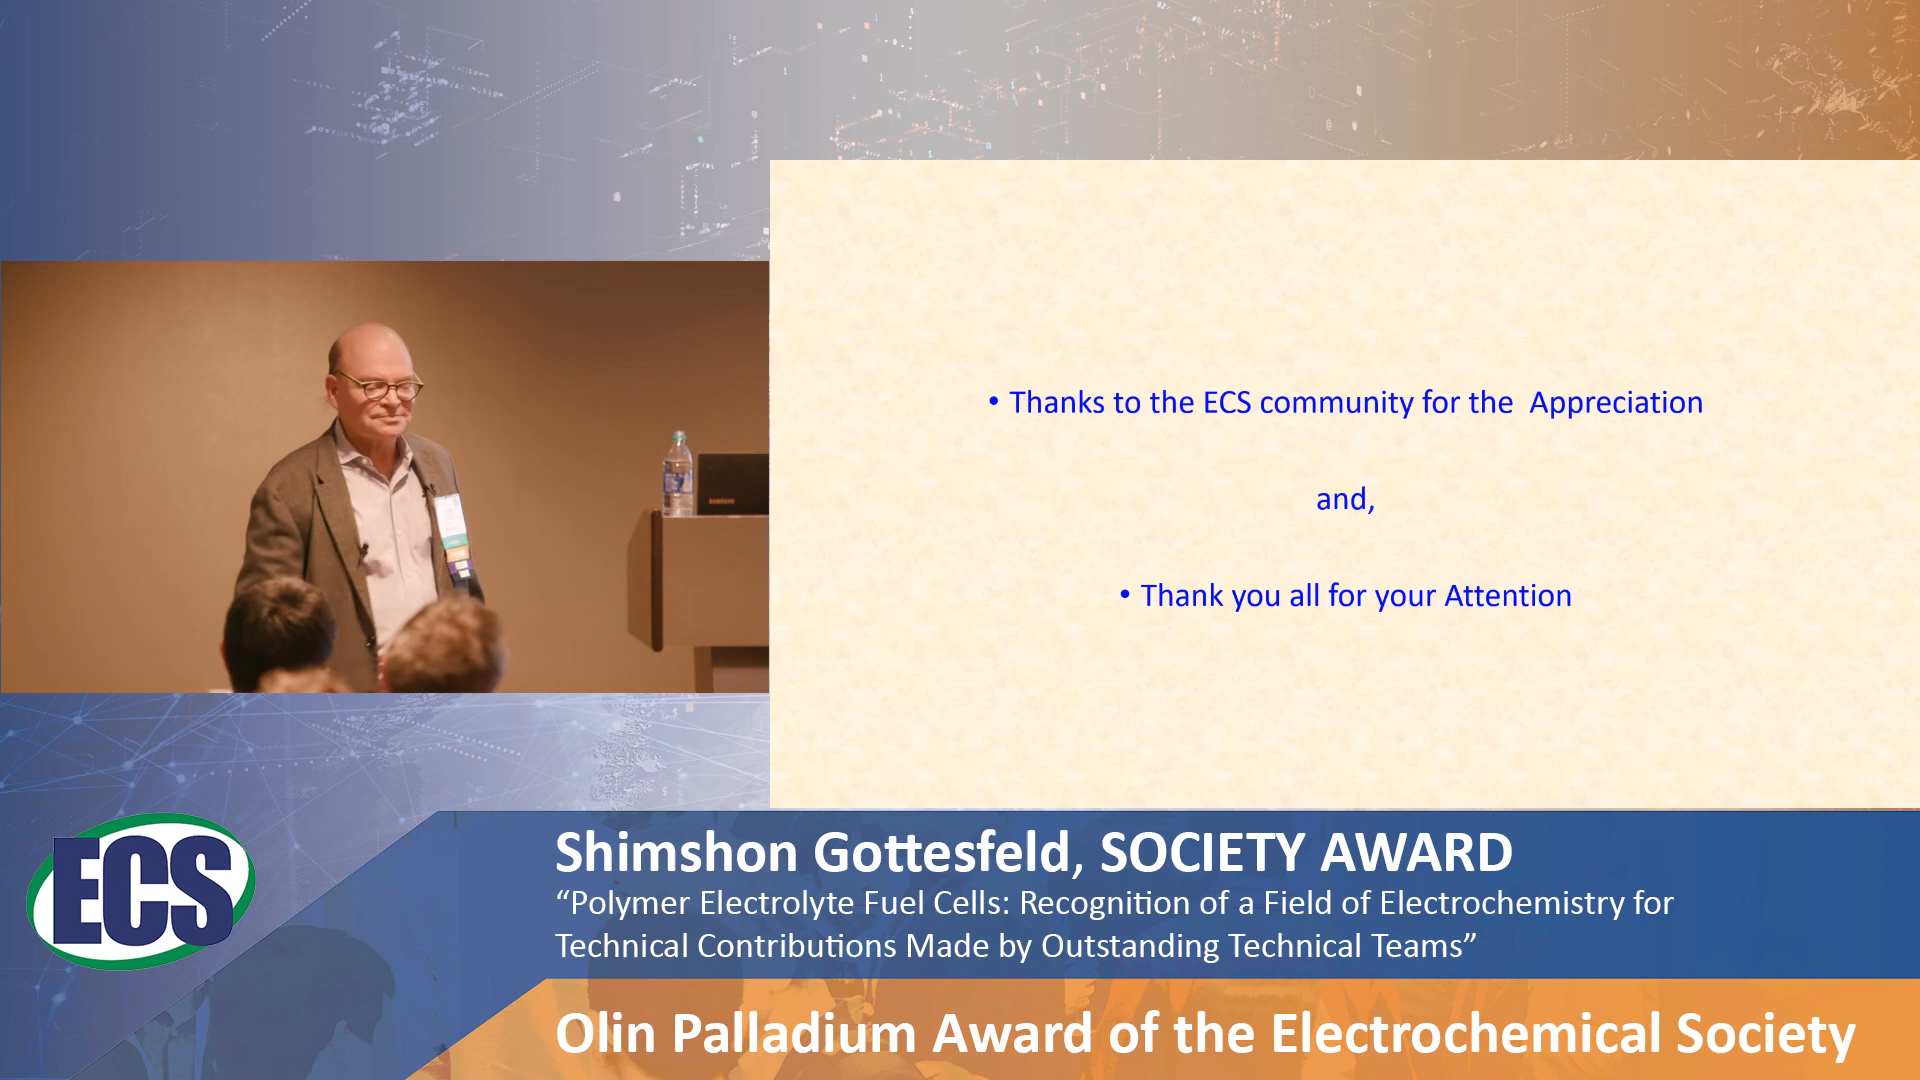 • Thanks to the ECS community for the  Appreciation
and,
• Thank you all for your Attention
SAMSUNG
ECS
Shimshon Gottesfeld, SOCIETY AWARD
“Polymer Electrolyte Fuel Cells: Recognition of a Field of Electrochemistry for
Technical Contributions Made by Outstanding Technical Teams”
Olin Palladium Award of the Electrochemical Society